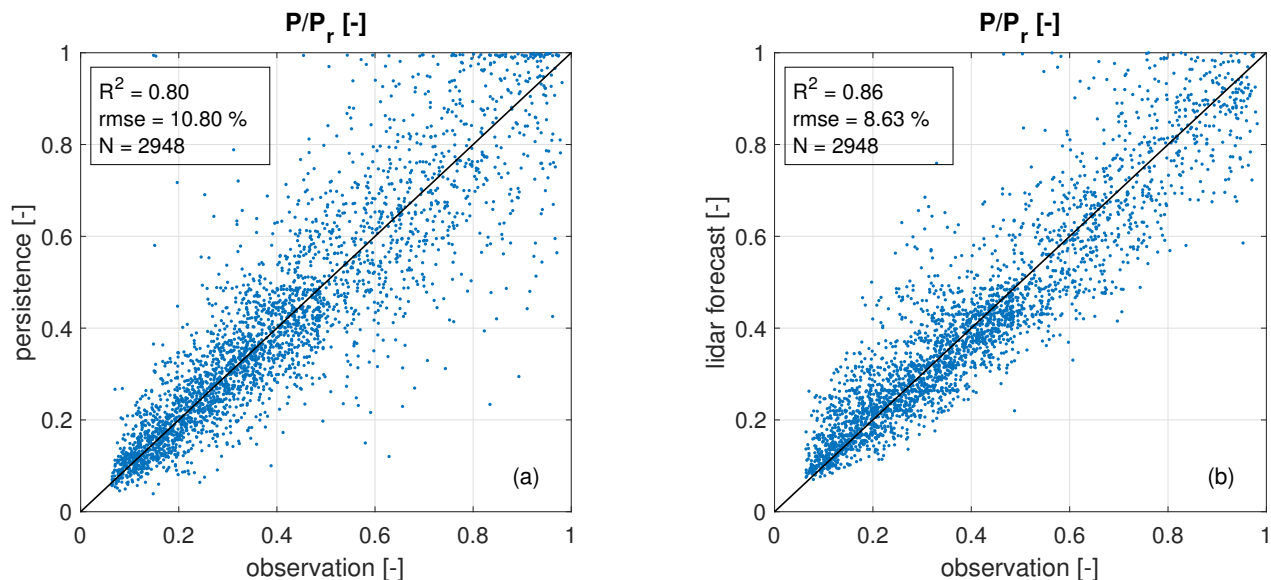 P/P_r [-]
1
0.8
0.6
0.4
0.2
0
R^2 = 0.80
rmse = 10.80 %
N = 2948
persistence [-]
(a)
0
0.2
0.4
0.6
0.8
1
observation [-]
P/P_r [-]
1
0.8
0.6
0.4
0.2
0
R^2 = 0.86
rmse = 8.63 %
N = 2948
lidar forecast [-]
(b)
0
0.2
0.4
0.6
0.8
1
observation [-]